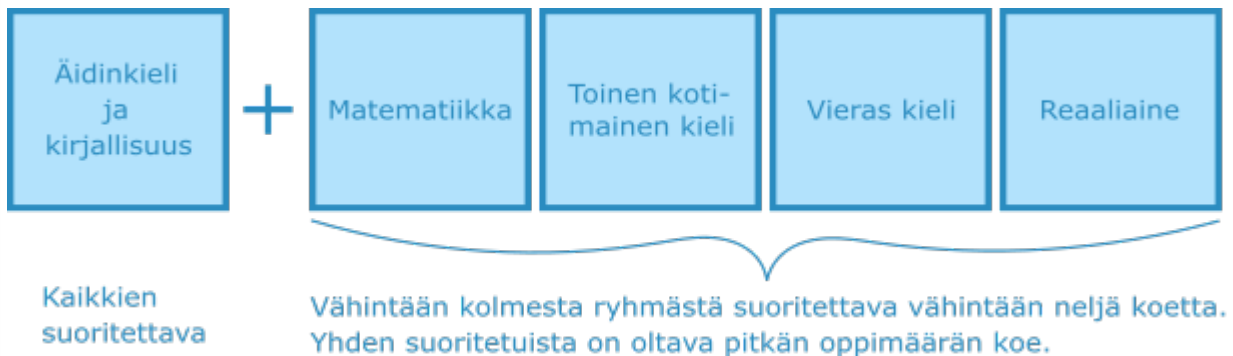 Äidinkieli
ja
kirjallisuus
+
Matematiikka
Toinen koti-
mainen kieli
Vieras kieli
Reaaliaine
Kaikkien
suoritettava
Vähintään kolmesta ryhmästä suoritettava vähintään neljä koetta.
Yhden suoritetuista on oltava pitkän oppimäärän koe.